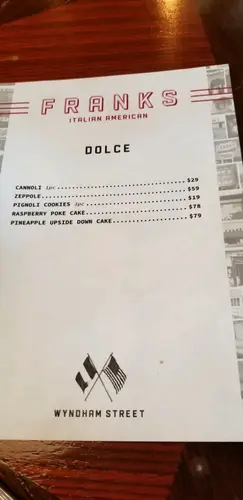 FRANKS
ITALIAN AMERICAN
DOLCE
CANNOLI 1pc .............................. $29
ZEPPOLE .................................. $59
PIGNOLI COOKIES 2pc ...................... $19
RASPBERRY POKE CAKE ...................... $78
PINEAPPLE UPSIDE DOWN CAKE ............... $79
WYNDHAM STREET